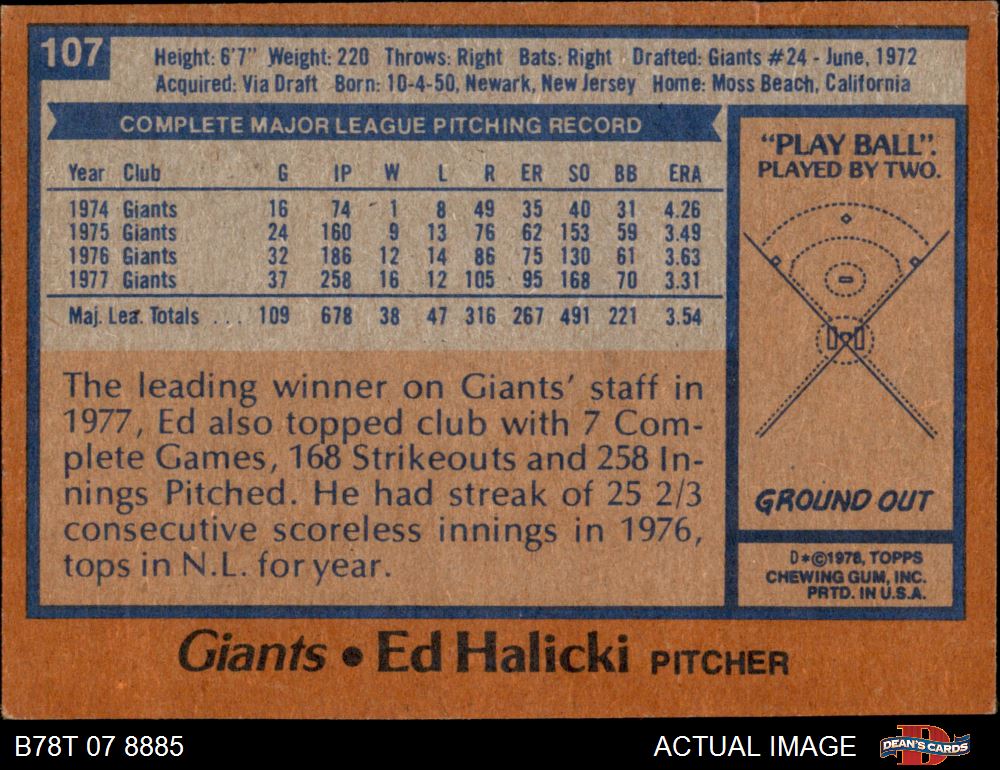 107
Height: 6'7" Weight: 220 Throws: Right Bats: Right Drafted: Giants #24 - June, 1972
Acquired: Via Draft Born: 10-4-50, Newark, New Jersey Home: Moss Beach, California
COMPLETE MAJOR LEAGUE PITCHING RECORD
Year Club G IP W L R ER SO BB ERA
1974 Giants 16 74 1 8 49 35 40 31 4.26
1975 Giants 24 160 9 13 76 62 153 59 3.49
1976 Giants 32 186 12 14 86 75 130 61 3.63
1977 Giants 37 258 16 12 105 95 168 70 3.31
Maj. Lea. Totals ... 109 678 38 47 316 267 491 221 3.54
The leading winner on Giants' staff in
1977, Ed also topped club with 7 Com-
plete Games, 168 Strikeouts and 258 In-
nings Pitched. He had streak of 25 2/3
consecutive scoreless innings in 1976,
tops in N.L. for year.
"PLAY BALL".
PLAYED BY TWO.
GROUND OUT
D*©1978, TOPPS
CHEWING GUM, INC.
PRTD. IN U.S.A.
Giants • Ed Halicki PITCHER
B78T 07 8885
ACTUAL IMAGE
DEAN'S CARDS